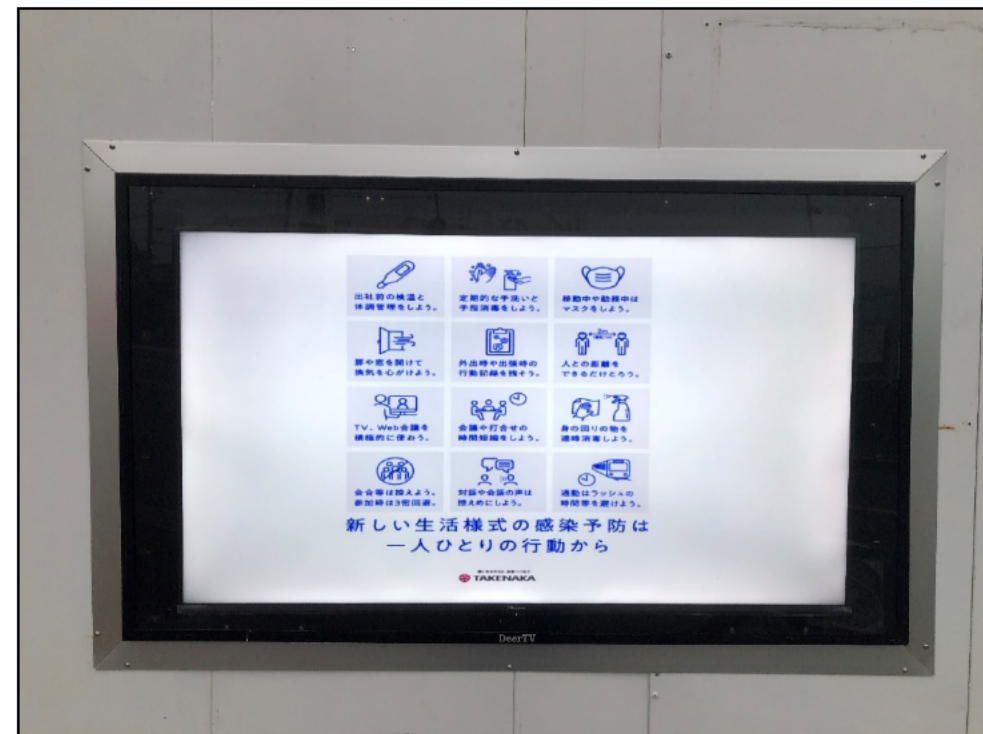 出社前の検温と
体調管理をしよう。
定期的な手洗いと
手指消毒をしよう。
移動中や勤務中は
マスクをしよう。
扉や窓を開けて
換気を心がけよう。
外出時や出張時の
行動記録を残そう。
人との距離を
できるだけとろう。
TV、Web会議を
積極的に使おう。
会議や打合せの
時間短縮をしよう。
身の回りの物を
適時消毒しよう。
会合等は控えよう。
参加時は3密回避。
対話や会話の声は
控えめにしよう。
通勤はラッシュの
時間帯を避けよう。
新しい生活様式の感染予防は
一人ひとりの行動から
TAKENAKA
DeerTV